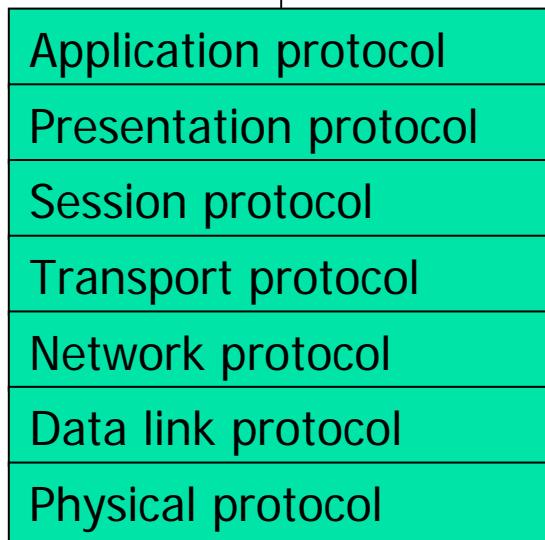 Application protocol
Presentation protocol
Session protocol
Transport protocol
Network protocol
Data link protocol
Physical protocol